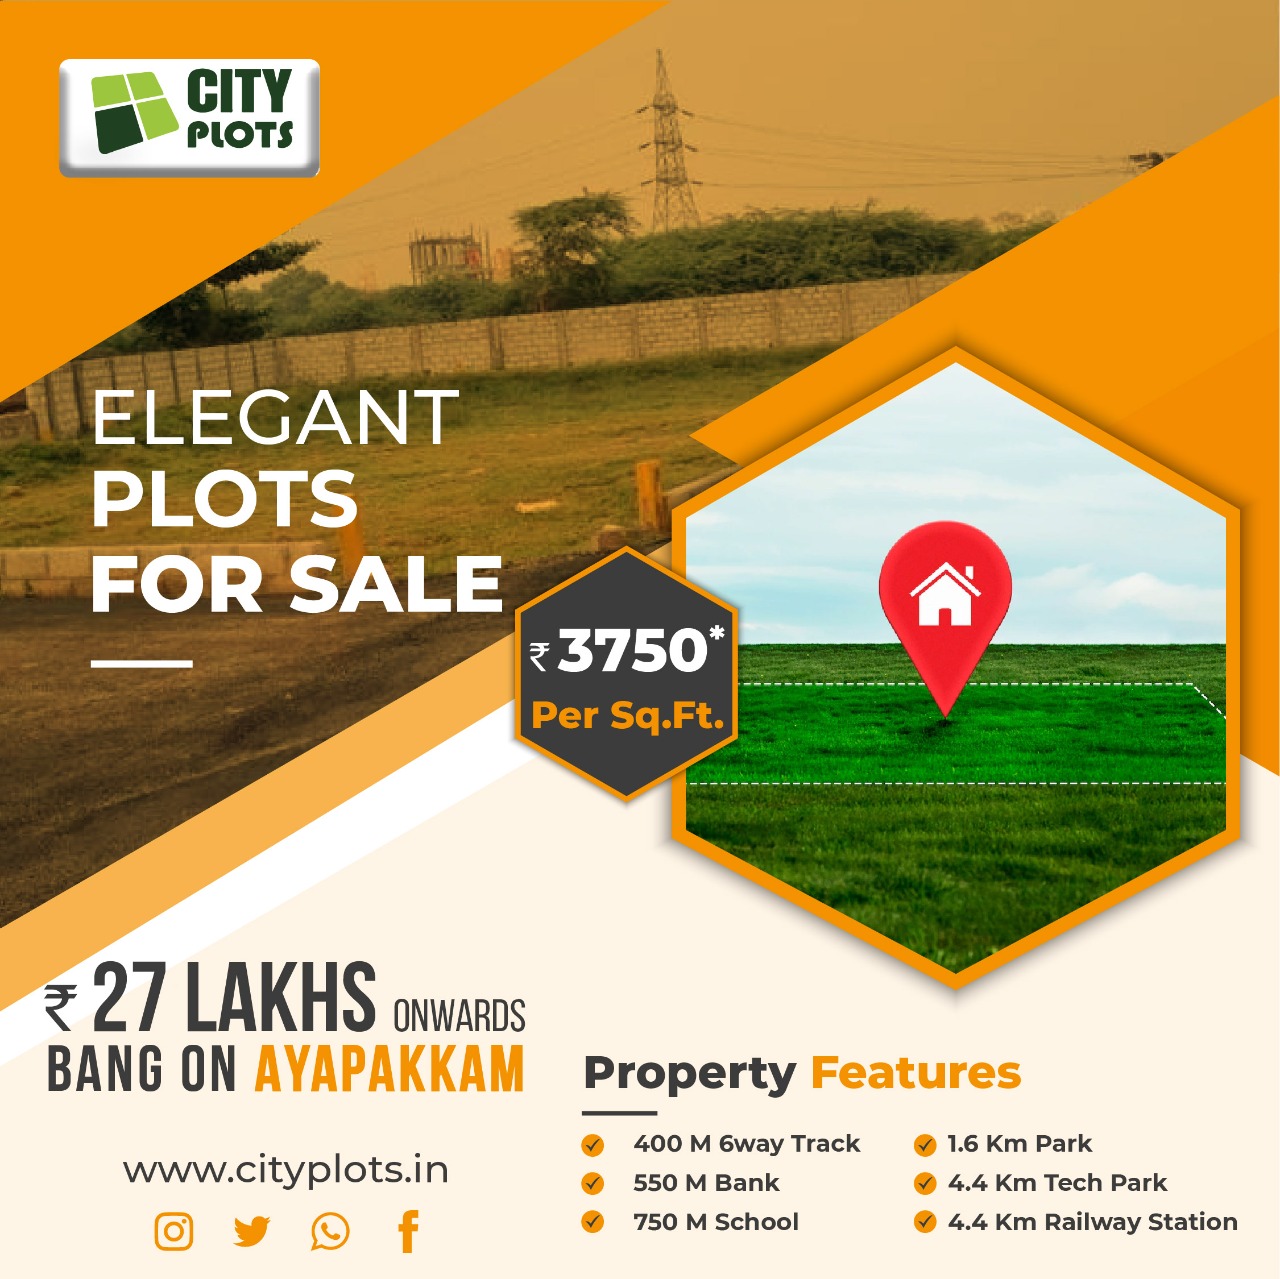 CITY
PLOTS
ELEGANT
PLOTS
FOR SALE
₹ 3750*
Per Sq.Ft.
₹ 27 LAKHS ONWARDS
BANG ON AYAPAKKAM
www.cityplots.in
Property Features
400 M 6way Track
550 M Bank
750 M School
1.6 Km Park
4.4 Km Tech Park
4.4 Km Railway Station